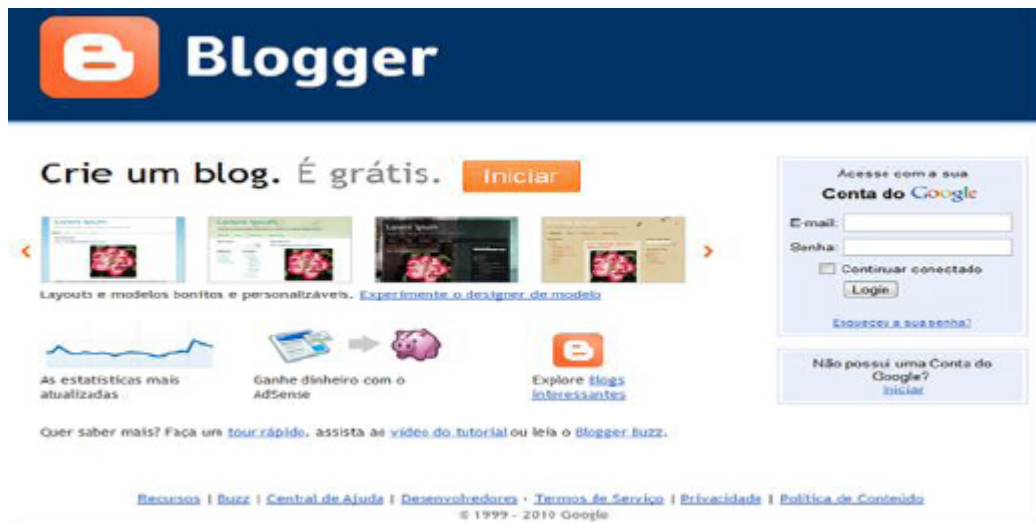 Blogger
Crie um blog. É grátis. Iniciar
Layouts e modelos bonitos e personalizáveis. Experimente o designer de modelo
As estatísticas mais
atualizadas
Ganhe dinheiro com o
AdSense
Explore Blogs
interessantes
Quer saber mais? Faça um tour rápido, assista ao vídeo do tutorial ou leia o Blogger Buzz.
Acesse com a sua
Conta do Google
E-mail:
Senha:
Continuar conectado
Login
Esqueceu a sua senha?
Não possui uma Conta do
Google?
Iniciar
Recursos | Buzz | Central de Ajuda | Desenvolvedores - Termos de Serviço | Privacidade | Política de Conteúdo
© 1999 - 2010 Google